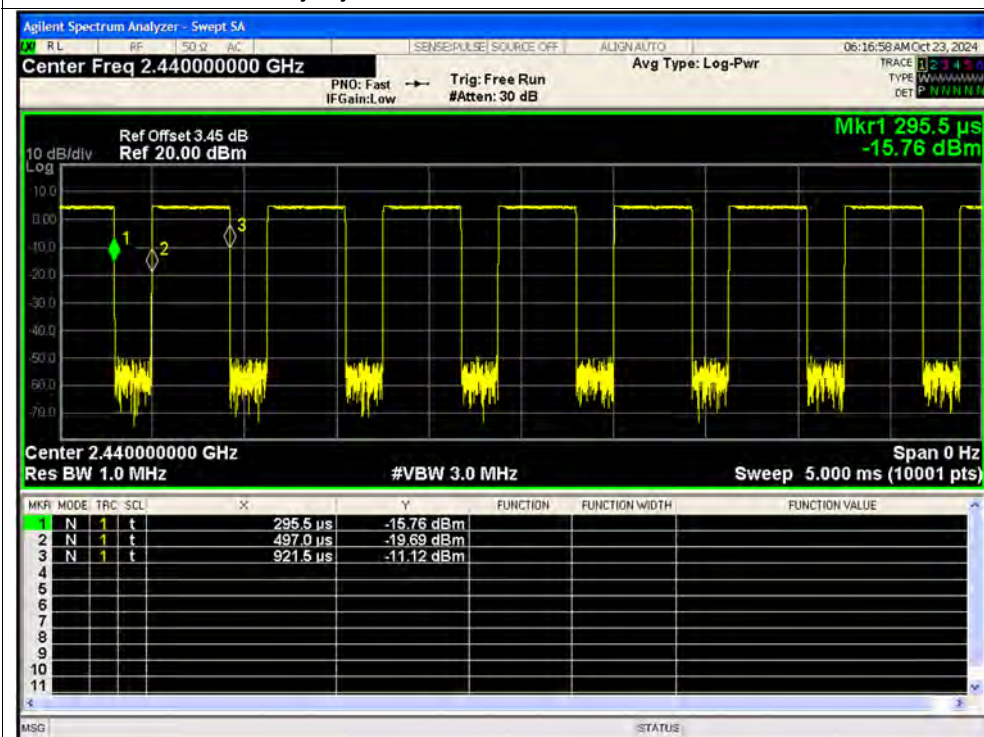 Agilent Spectrum Analyzer - Swept SA
LXI RL RF 50 Ω AC SENSE:PULSE SOURCE OFF ALIGN AUTO 06:16:58 AM Oct 23, 2024
Center Freq 2.440000000 GHz Avg Type: Log-Pwr TRACE 1 2 3 4 5 6
PNO: Fast Trig: Free Run TYPE WWWWWW
IFGain:Low #Atten: 30 dB DET P N N N N N
Mkr1 295.5 µs
Ref Offset 3.45 dB
10 dB/div Ref 20.00 dBm -15.76 dBm
Log
10.0
0.00
-10.0
-20.0
-30.0
-40.0
-50.0
-60.0
-70.0
1
2
3
Center 2.440000000 GHz Span 0 Hz
Res BW 1.0 MHz #VBW 3.0 MHz Sweep 5.000 ms (10001 pts)
MKR MODE TRC SCL X Y FUNCTION FUNCTION WIDTH FUNCTION VALUE
1 N 1 t 295.5 µs -15.76 dBm
2 N 1 t 497.0 µs -19.69 dBm
3 N 1 t 921.5 µs -11.12 dBm
4
5
6
7
8
9
10
11
MSG STATUS